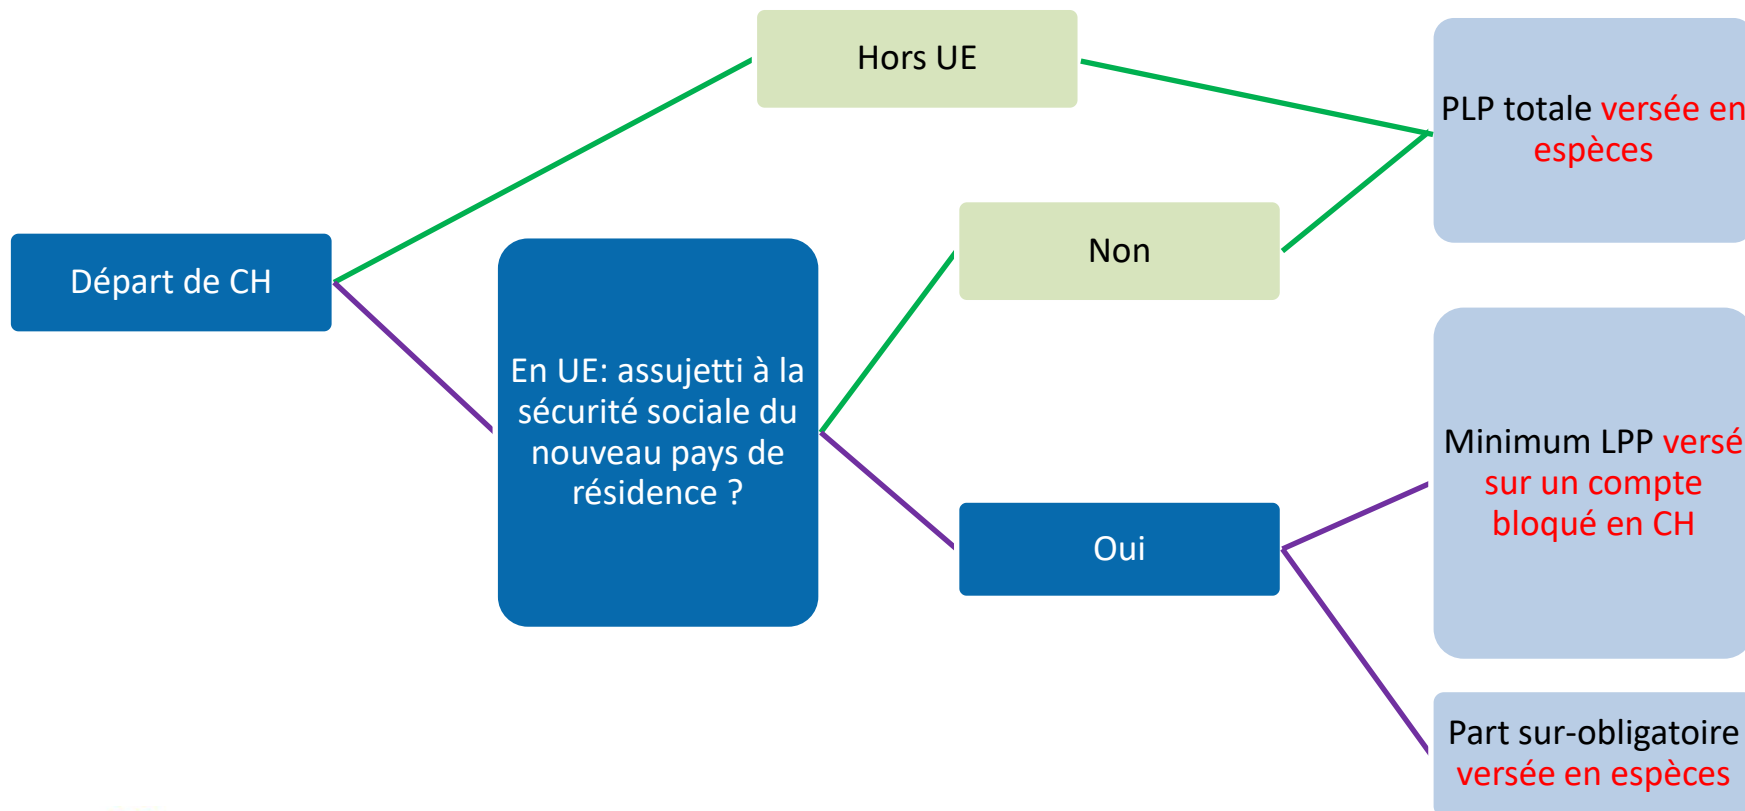 Hors UE
PLP totale versée en
espèces
Départ de CH
Non
En UE: assujetti à la
sécurité sociale du
nouveau pays de
résidence ?
Minimum LPP versé
sur un compte
bloqué en CH
Oui
Part sur-obligatoire
versée en espèces